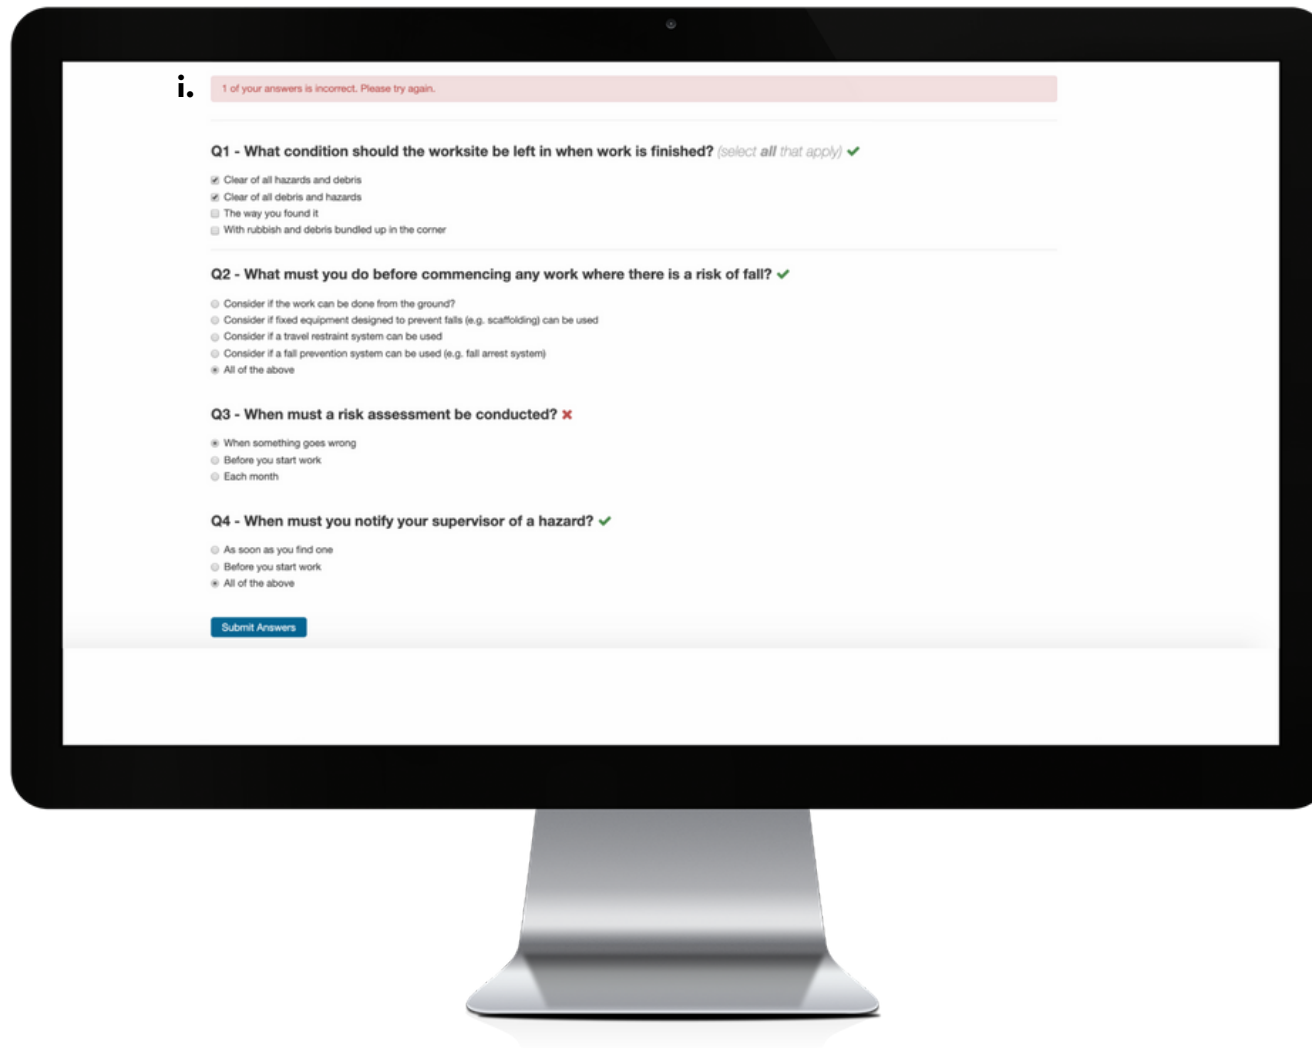 i.
1 of your answers is incorrect. Please try again.
Q1 - What condition should the worksite be left in when work is finished? (select all that apply)
Clear of all hazards and debris
Clear of all debris and hazards
The way you found it
With rubbish and debris bundled up in the corner
Q2 - What must you do before commencing any work where there is a risk of fall?
Consider if the work can be done from the ground?
Consider if fixed equipment designed to prevent falls (e.g. scaffolding) can be used
Consider if a travel restraint system can be used
Consider if a fall prevention system can be used (e.g. fall arrest system)
All of the above
Q3 - When must a risk assessment be conducted?
When something goes wrong
Before you start work
Each month
Q4 - When must you notify your supervisor of a hazard?
As soon as you find one
Before you start work
All of the above
Submit Answers